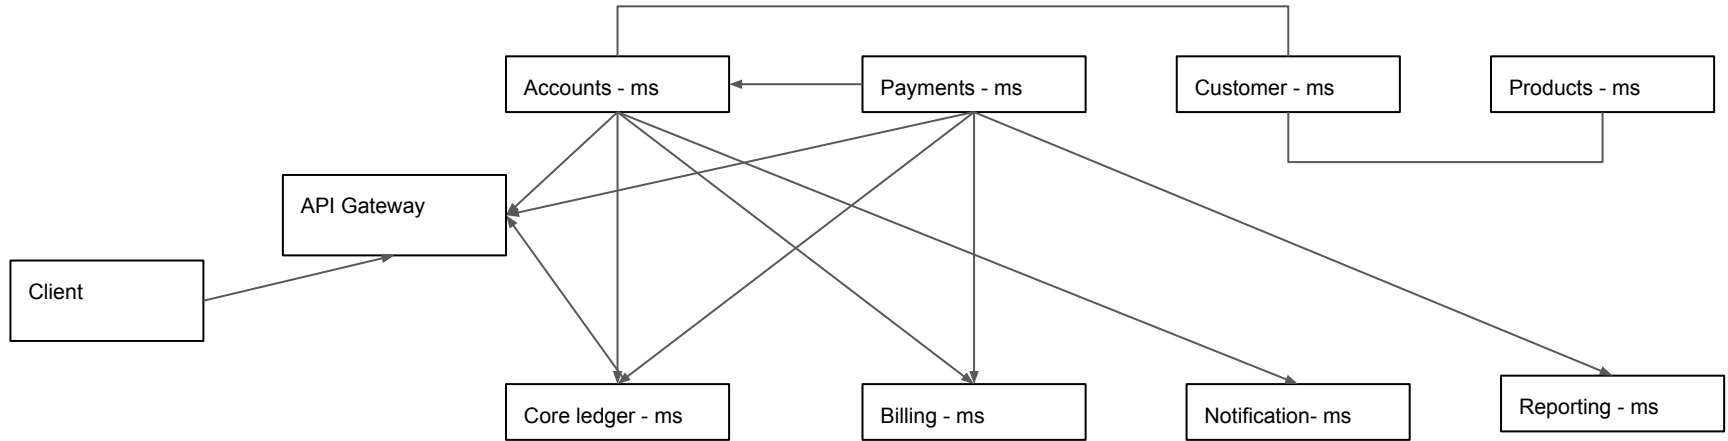 Accounts - ms
Payments - ms
Customer - ms
Products - ms
API Gateway
Client
Core ledger - ms
Billing - ms
Notification- ms
Reporting - ms